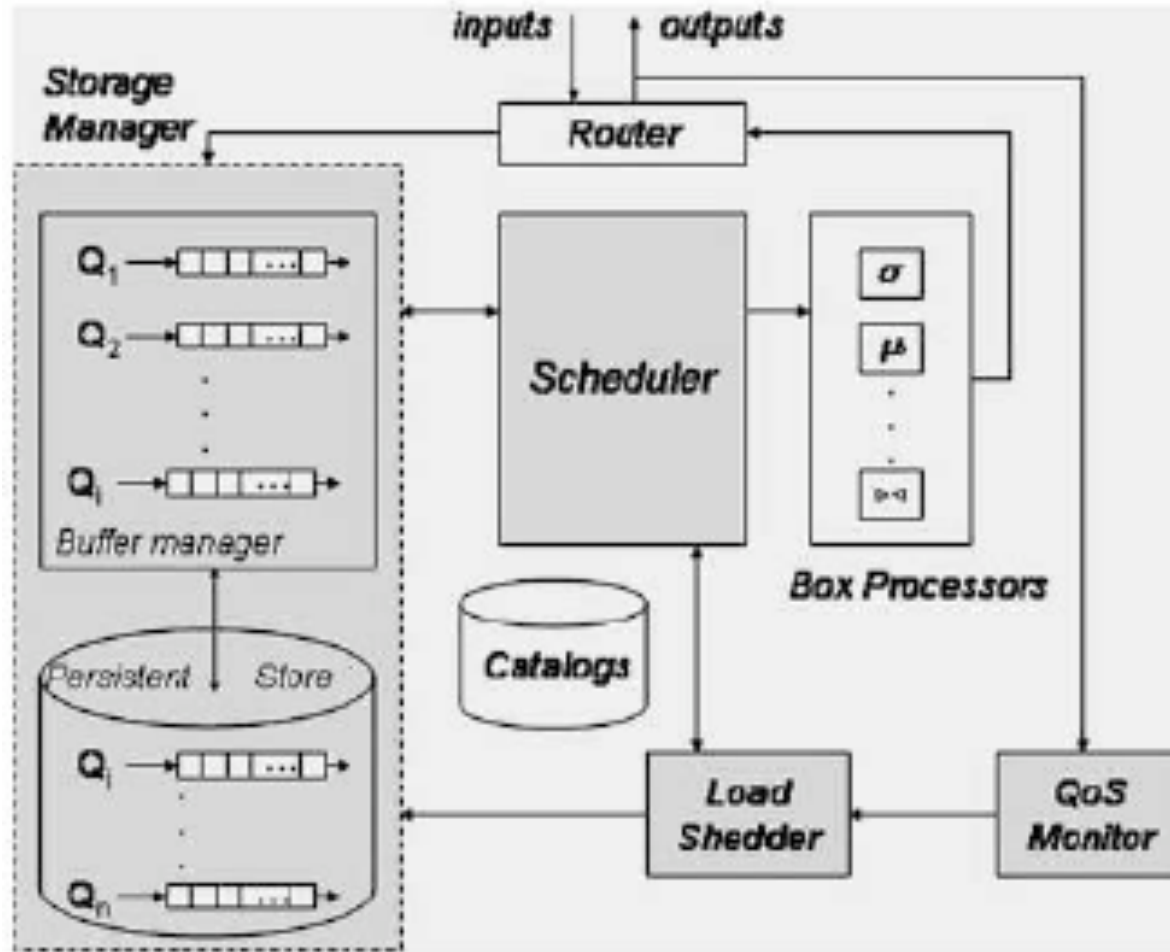 inputs
outputs
Storage
Manager
Router
Q1
...
Q2
...
Qi
...
Buffer manager
Scheduler
σ
μ
⋈
Box Processors
Persistent Store
Catalogs
Qj
...
Qn
...
Load
Shedder
QoS
Monitor